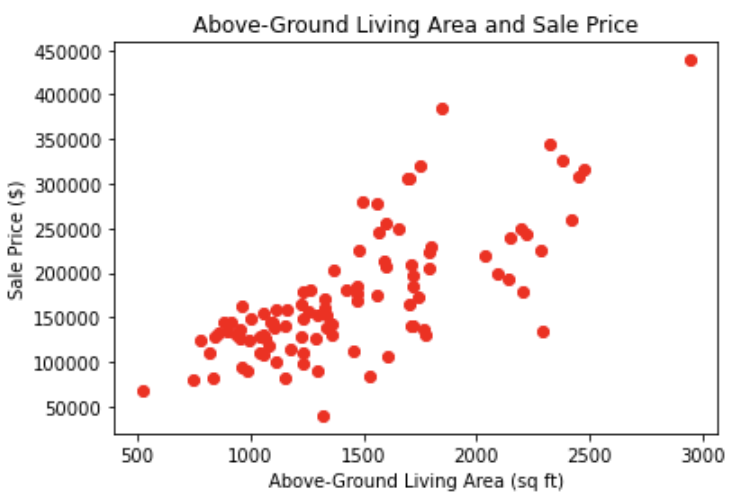 Above-Ground Living Area and Sale Price
450000
400000
350000
300000
250000
200000
150000
100000
50000
Sale Price ($)
500 1000 1500 2000 2500 3000
Above-Ground Living Area (sq ft)